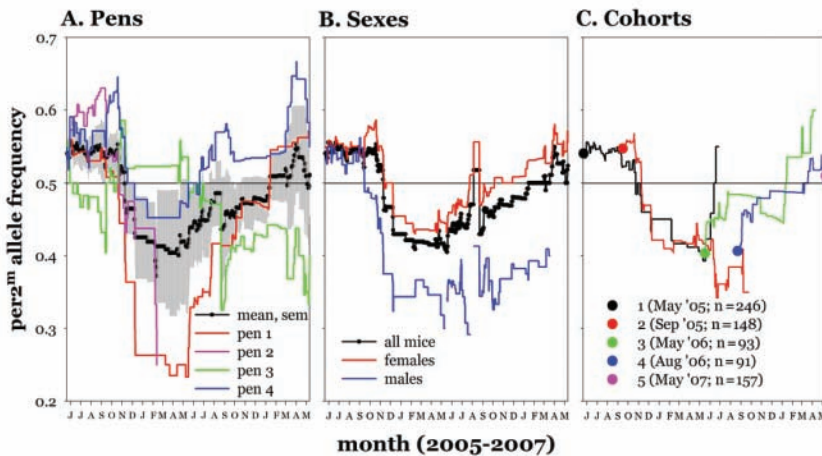 A. Pens
B. Sexes
C. Cohorts
per2ᵐ allele frequency
0.7
0.6
0.5
0.4
0.3
0.2
mean, sem
pen 1
pen 2
pen 3
pen 4
all mice
females
males
1 (May '05; n=246)
2 (Sep '05; n=148)
3 (May '06; n=93)
4 (Aug '06; n=91)
5 (May '07; n=157)
J J A S O N D J F M A M J J A S O N D J F M A M
J J A S O N D J F M A M J J A S O N D J F M A M
J J A S O N D J F M A M J J A S O N D J F M A M
month (2005-2007)